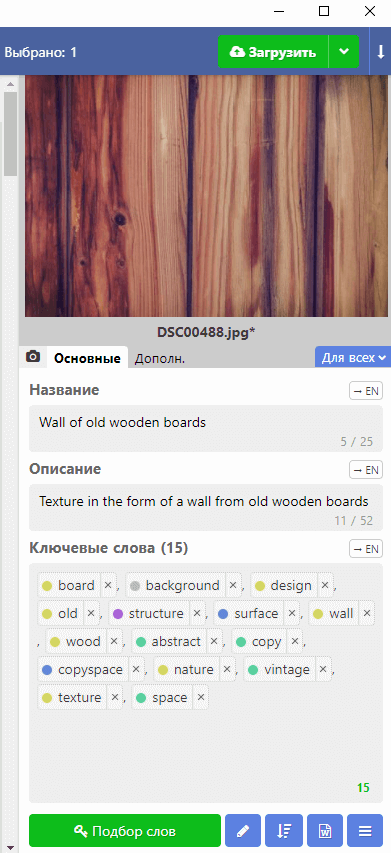 Выбрано: 1 Загрузить
DSC00488.jpg*
Основные Дополн. Для всех
Название → EN
Wall of old wooden boards
5 / 25
Описание → EN
Texture in the form of a wall from old wooden boards
11 / 52
Ключевые слова (15) → EN
board ×, background ×, design ×,
old ×, structure ×, surface ×, wall ×
, wood ×, abstract ×, copy ×,
copyspace ×, nature ×, vintage ×,
texture ×, space ×
15
Подбор слов